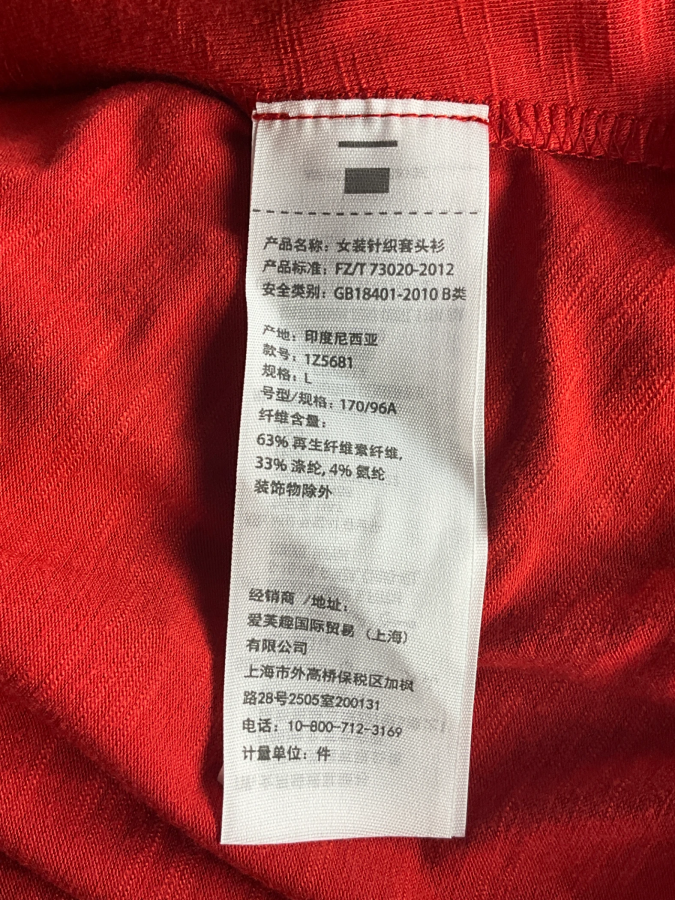 产品名称：女装针织套头衫
产品标准：FZ/T 73020-2012
安全类别：GB18401-2010 B类
产地：印度尼西亚
款号：1Z5681
规格：L
号型/规格：170/96A
纤维含量：
63% 再生纤维素纤维,
33% 涤纶, 4% 氨纶
装饰物除外
经销商 /地址：
爱芙趣国际贸易（上海）
有限公司
上海市外高桥保税区加枫
路28号2505室200131
电话：10-800-712-3169
计量单位：件